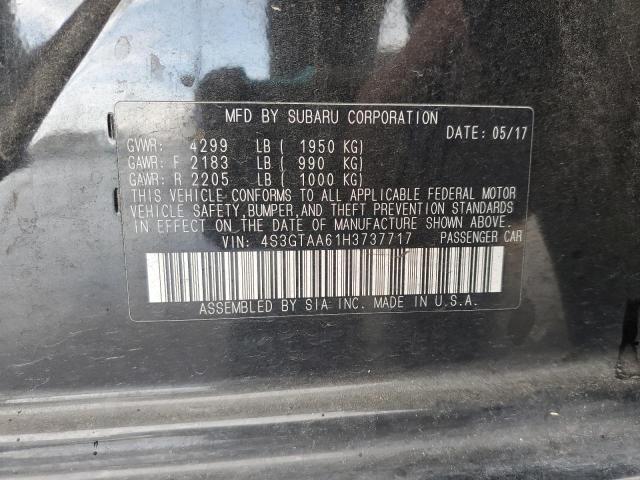 MFD BY SUBARU CORPORATION
DATE: 05/17
GVWR: 4299 LB ( 1950 KG)
GAWR: F 2183 LB ( 990 KG)
GAWR: R 2205 LB ( 1000 KG)
THIS VEHICLE CONFORMS TO ALL APPLICABLE FEDERAL MOTOR
VEHICLE SAFETY, BUMPER, AND THEFT PREVENTION STANDARDS
IN EFFECT ON THE DATE OF MANUFACTURE SHOWN ABOVE.
VIN: 4S3GTAA61H3737717 PASSENGER CAR
ASSEMBLED BY SIA INC. MADE IN U.S.A.